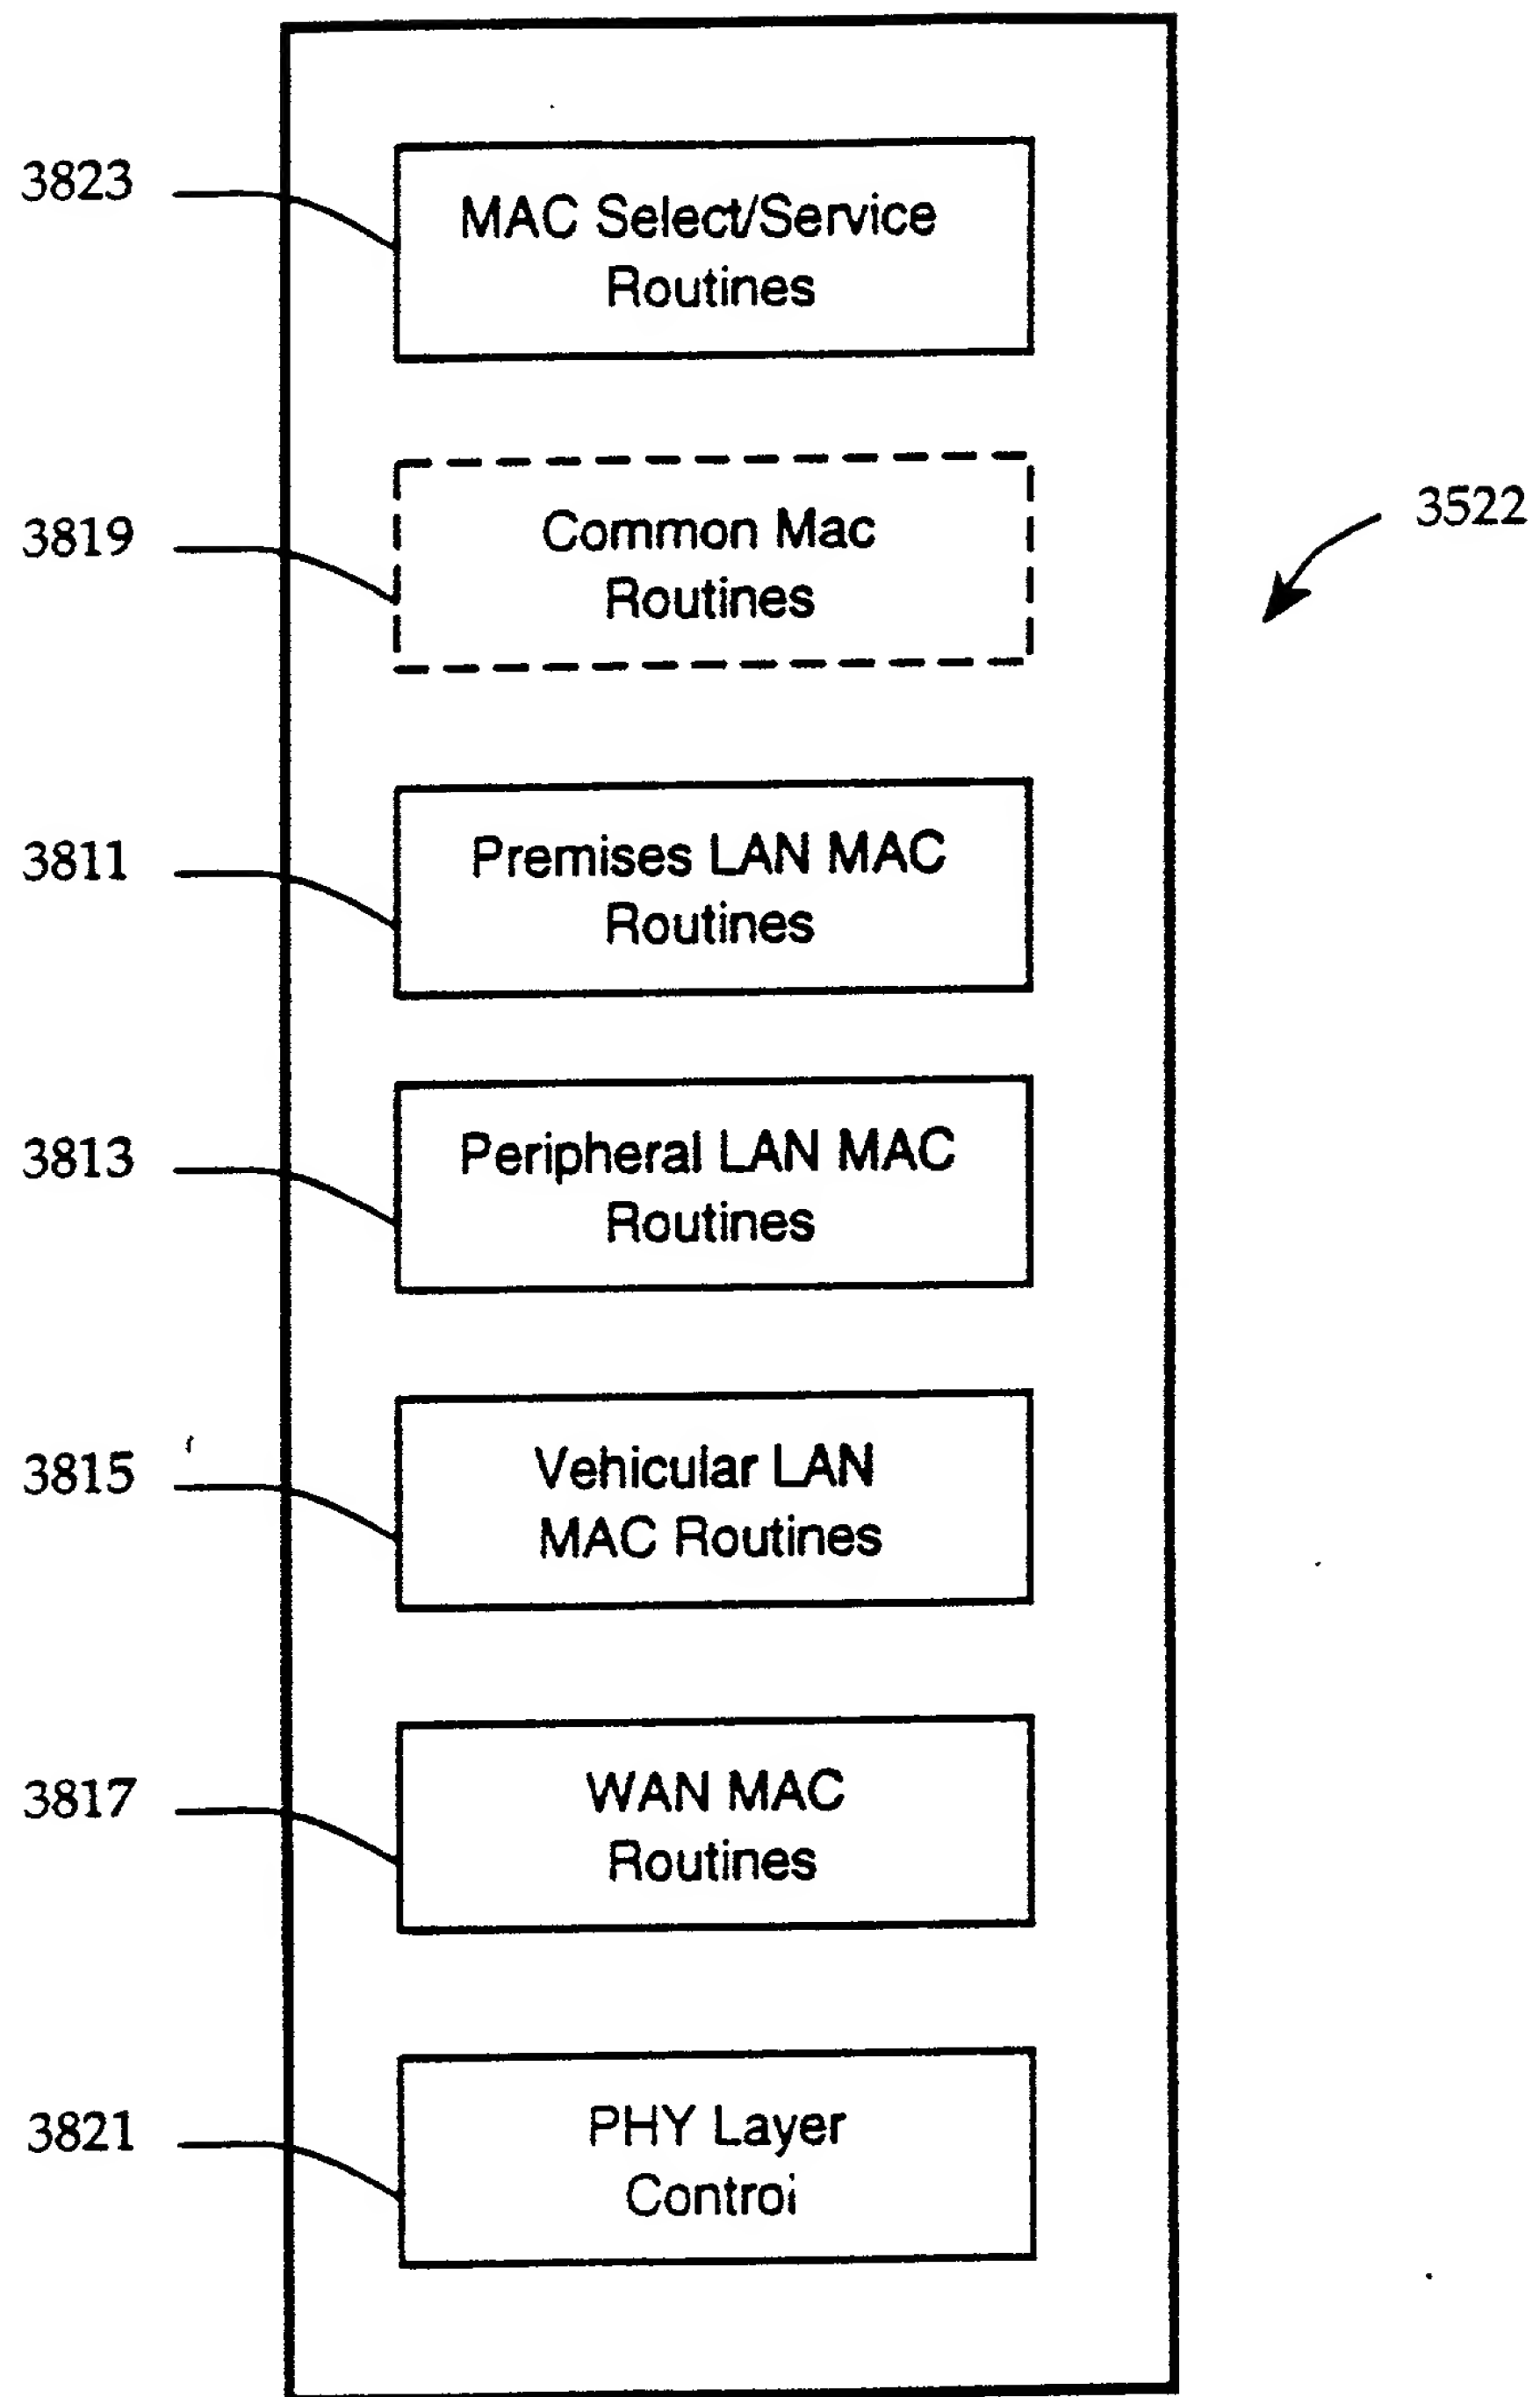 3823
MAC Select/Service
Routines
3819
Common Mac
Routines
3522
3811
Premises LAN MAC
Routines
3813
Peripheral LAN MAC
Routines
3815
Vehicular LAN
MAC Routines
3817
WAN MAC
Routines
3821
PHY Layer
Control